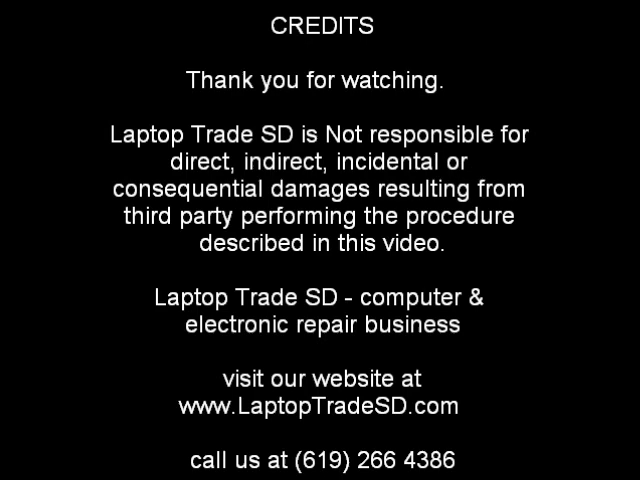 CREDITS
Thank you for watching.
Laptop Trade SD is Not responsible for
direct, indirect, incidental or
consequential damages resulting from
third party performing the procedure
described in this video.
Laptop Trade SD - computer &
electronic repair business
visit our website at
www.LaptopTradeSD.com
call us at (619) 266 4386